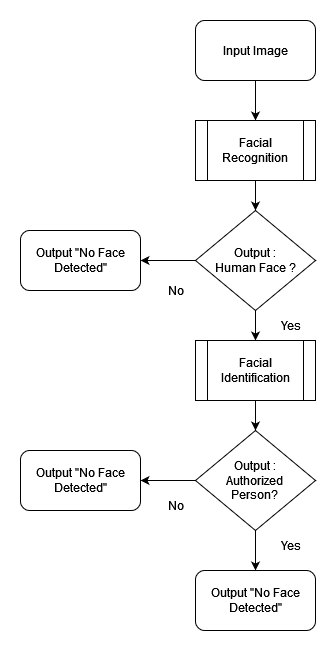 Input Image
Facial
Recognition
Output :
Human Face ?
Output "No Face
Detected"
No
Yes
Facial
Identification
Output :
Authorized
Person?
Output "No Face
Detected"
No
Yes
Output "No Face
Detected"